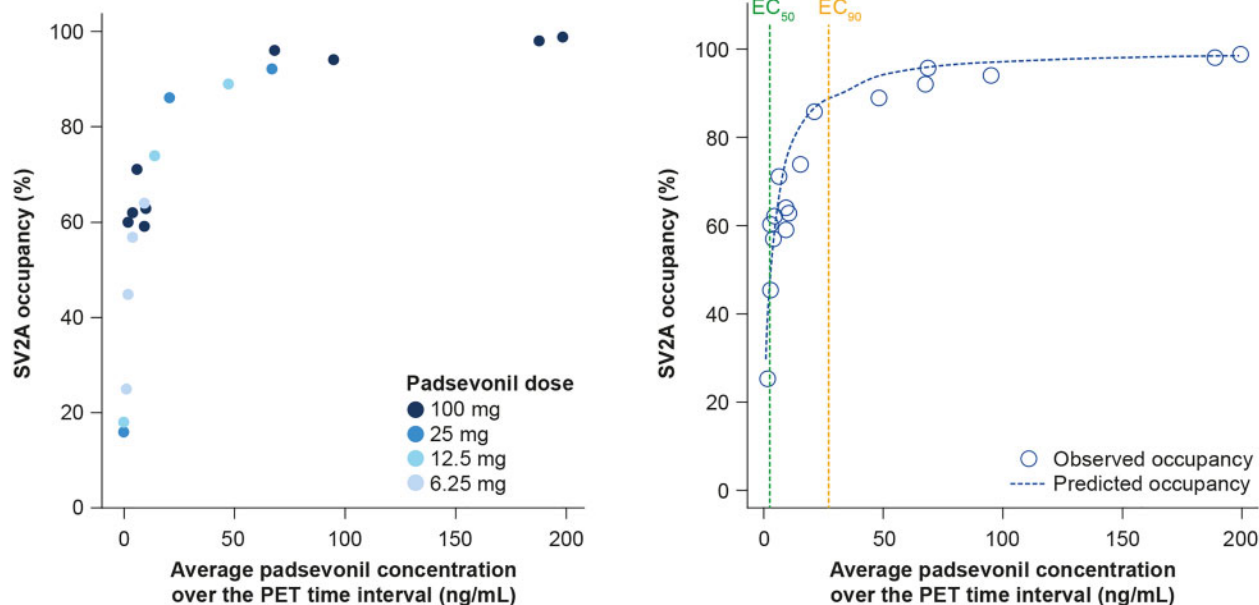 SV2A occupancy (%)
100
80
60
40
20
0
Padsevonil dose
100 mg
25 mg
12.5 mg
6.25 mg
0 50 100 150 200
Average padsevonil concentration
over the PET time interval (ng/mL)
EC50 EC90
SV2A occupancy (%)
100
80
60
40
20
0
Observed occupancy
Predicted occupancy
0 50 100 150 200
Average padsevonil concentration
over the PET time interval (ng/mL)